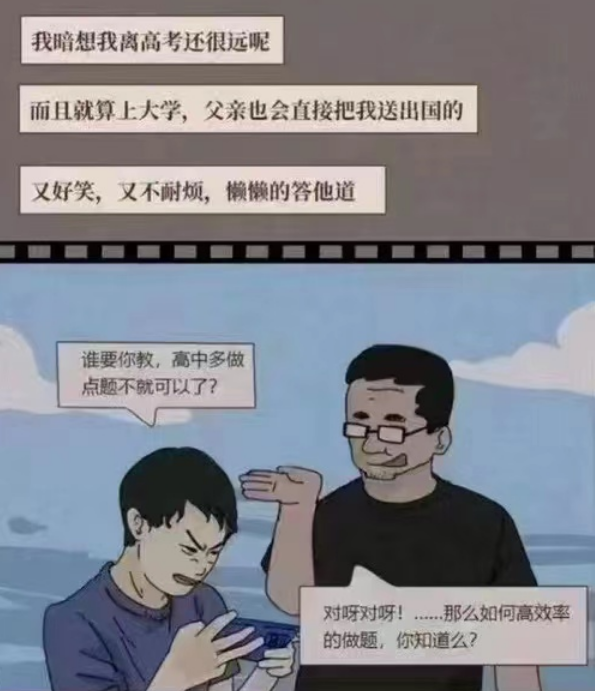 我暗想我离高考还很远呢
而且就算上大学，父亲也会直接把我送出国的
又好笑，又不耐烦，懒懒的答他道
谁要你教，高中多做
点题不就可以了？
对呀对呀！……那么如何高效率
的做题，你知道么？